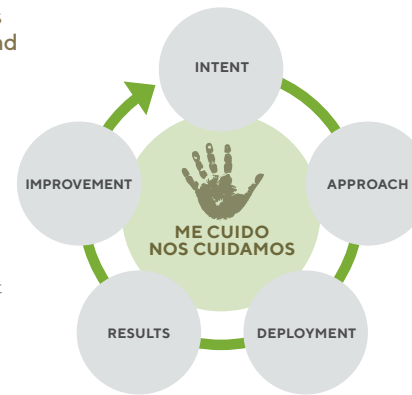 INTENT
IMPROVEMENT
APPROACH
ME CUIDO
NOS CUIDAMOS
RESULTS
DEPLOYMENT